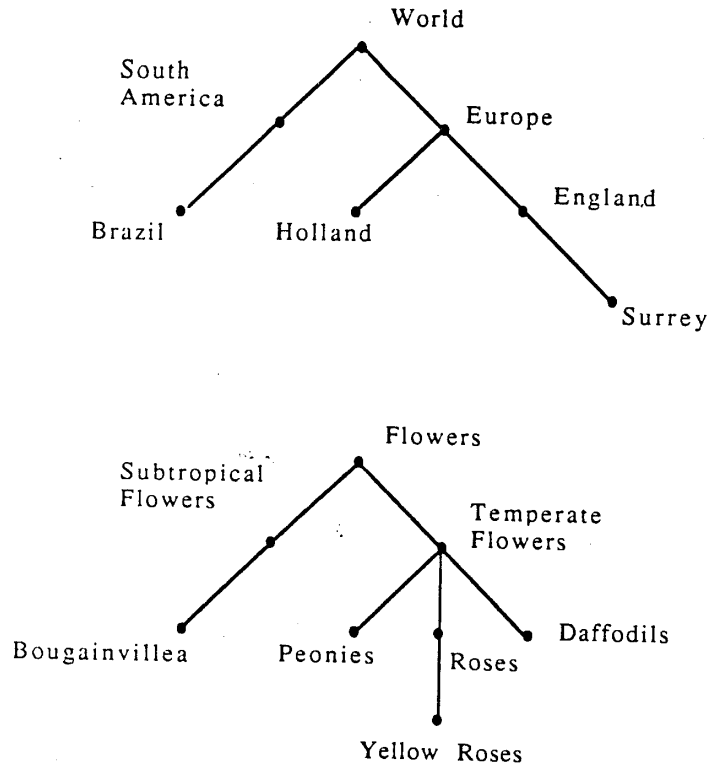 World
South
America
Europe
England
Brazil
Holland
Surrey
Flowers
Subtropical
Flowers
Temperate
Flowers
Bougainvillea
Peonies
Roses
Daffodils
Yellow Roses